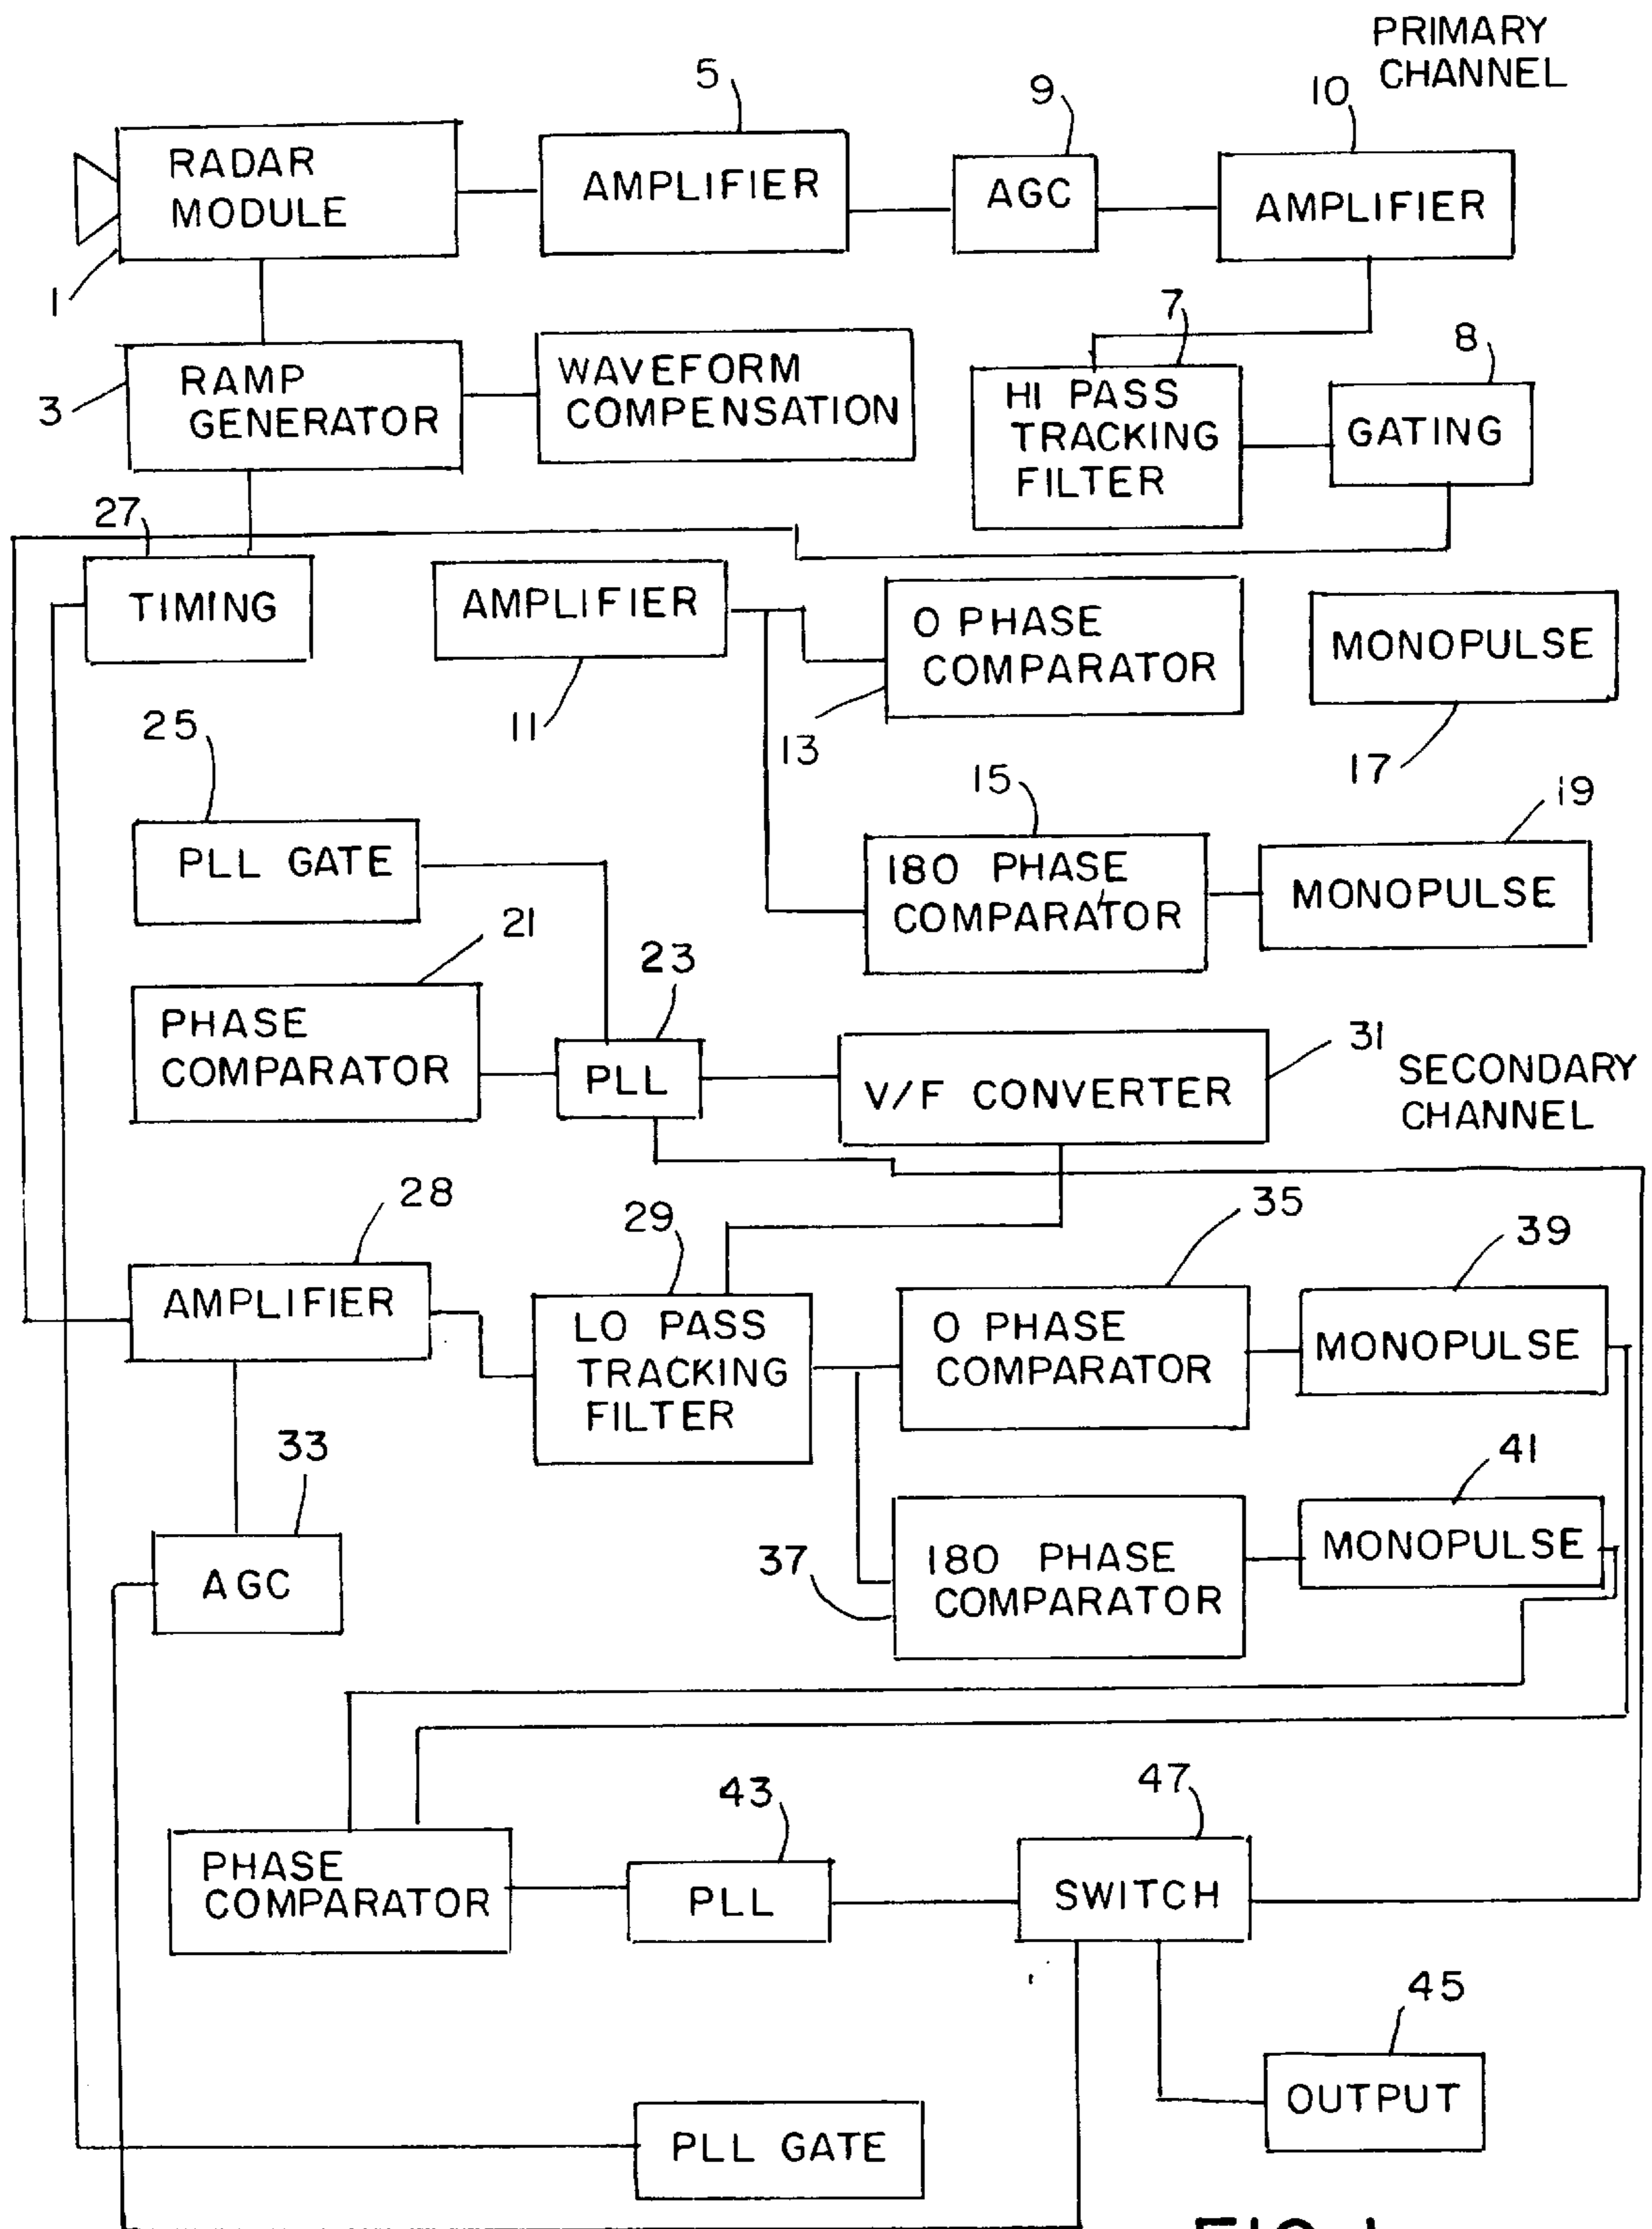 PRIMARY
CHANNEL
5
9
10
RADAR
MODULE
AMPLIFIER
AGC
AMPLIFIER
1
7
8
3
RAMP
GENERATOR
WAVEFORM
COMPENSATION
HI PASS
TRACKING
FILTER
GATING
27
TIMING
AMPLIFIER
O PHASE
COMPARATOR
MONOPULSE
11
13
17
25
15
19
PLL GATE
180 PHASE
COMPARATOR
MONOPULSE
21
23
PHASE
COMPARATOR
PLL
V/F CONVERTER
31
SECONDARY
CHANNEL
28
29
35
39
AMPLIFIER
LO PASS
TRACKING
FILTER
O PHASE
COMPARATOR
MONOPULSE
33
41
AGC
37
180 PHASE
COMPARATOR
MONOPULSE
43
47
PHASE
COMPARATOR
PLL
SWITCH
45
OUTPUT
PLL GATE